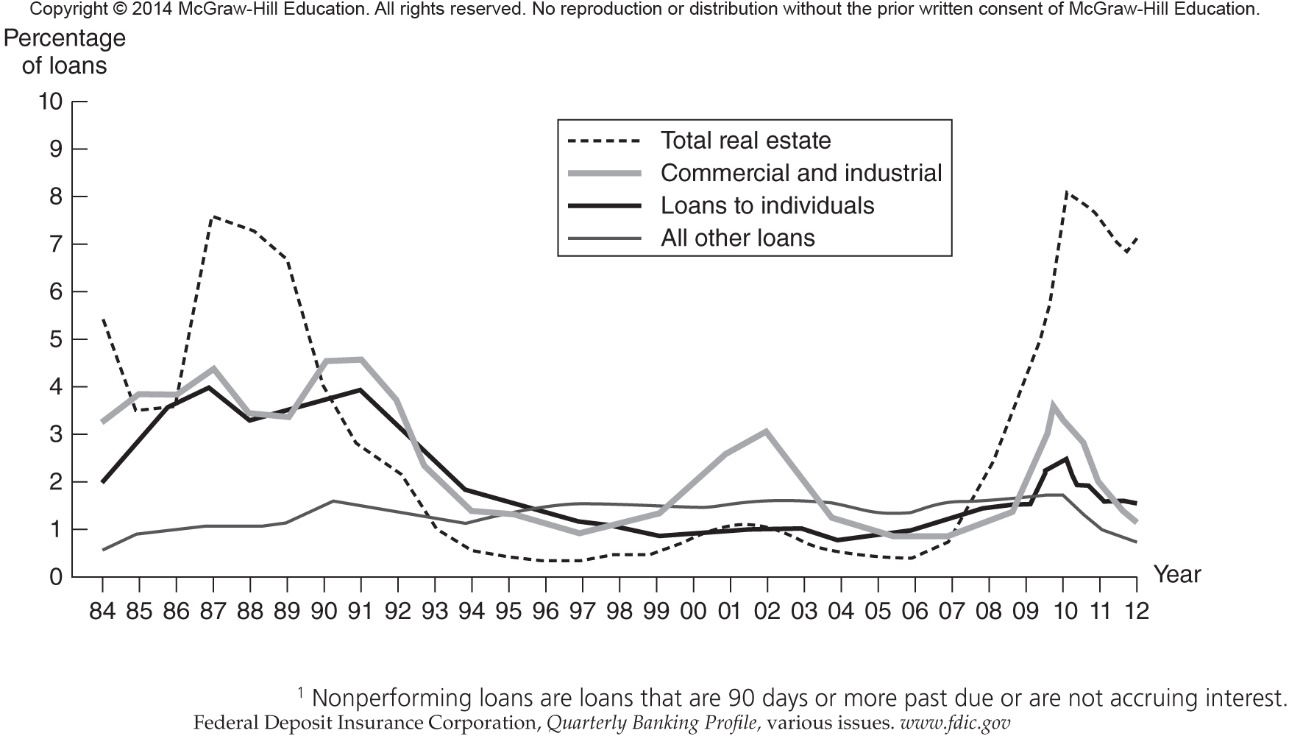 Copyright © 2014 McGraw-Hill Education. All rights reserved. No reproduction or distribution without the prior written consent of McGraw-Hill Education.
Percentage
of loans
10
9
8
7
6
5
4
3
2
1
0
Total real estate
Commercial and industrial
Loans to individuals
All other loans
84 85 86 87 88 89 90 91 92 93 94 95 96 97 98 99 00 01 02 03 04 05 06 07 08 09 10 11 12
Year
1 Nonperforming loans are loans that are 90 days or more past due or are not accruing interest.
Federal Deposit Insurance Corporation, Quarterly Banking Profile, various issues. www.fdic.gov